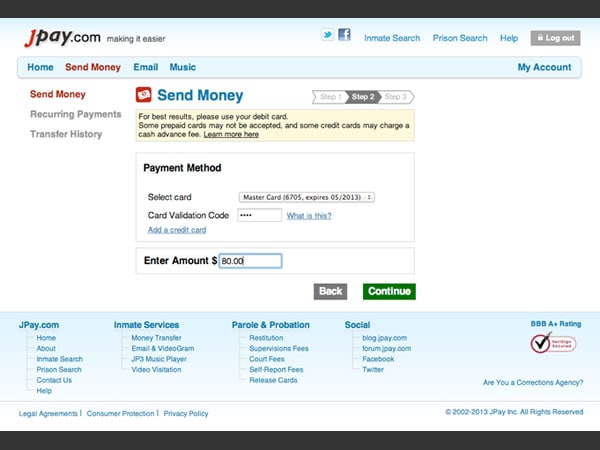 Jpay.com making it easier
Inmate Search Prison Search Help Log out
Home Send Money Email Music My Account
Send Money
Recurring Payments
Transfer History
Send Money
Step 1 Step 2 Step 3
For best results, please use your debit card.
Some prepaid cards may not be accepted, and some credit cards may charge a
cash advance fee. Learn more here
Payment Method
Select card Master Card (6705, expires 05/2013)
Card Validation Code •••• What is this?
Add a credit card
Enter Amount $ 80.00
Back Continue
JPay.com
Home
About
Inmate Search
Prison Search
Contact Us
Help
Inmate Services
Money Transfer
Email & VideoGram
JP3 Music Player
Video Visitation
Parole & Probation
Restitution
Supervisions Fees
Court Fees
Self-Report Fees
Release Cards
Social
blog.jpay.com
forum.jpay.com
Facebook
Twitter
BBB A+ Rating
VeriSign
Secured
Are You a Corrections Agency?
Legal Agreements | Consumer Protection | Privacy Policy
© 2002-2013 JPay Inc. All Rights Reserved